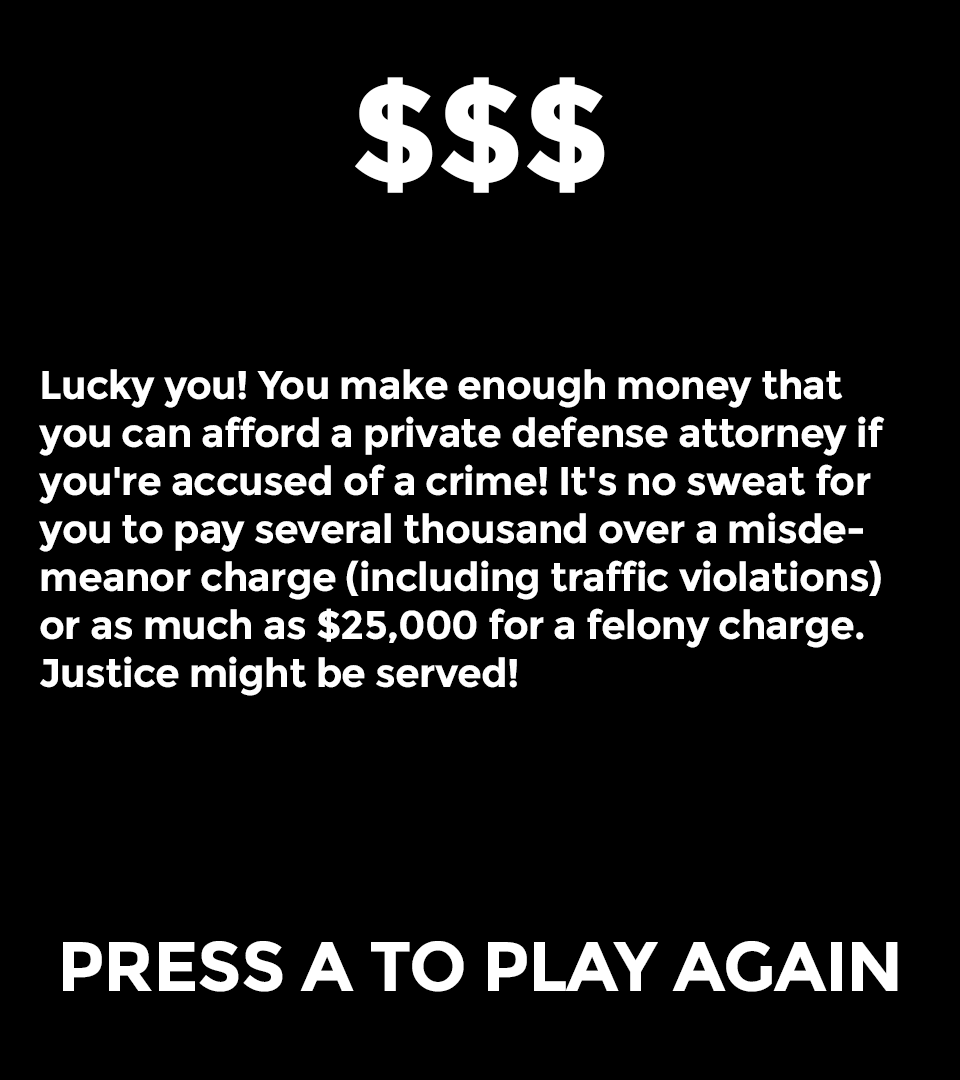 $$$
Lucky you! You make enough money that
you can afford a private defense attorney if
you're accused of a crime! It's no sweat for
you to pay several thousand over a misde-
meanor charge (including traffic violations)
or as much as $25,000 for a felony charge.
Justice might be served!
PRESS A TO PLAY AGAIN